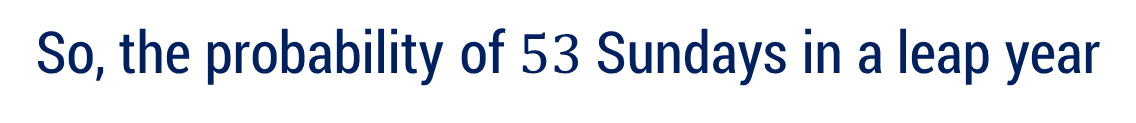 So, the probability of 53 Sundays in a leap year